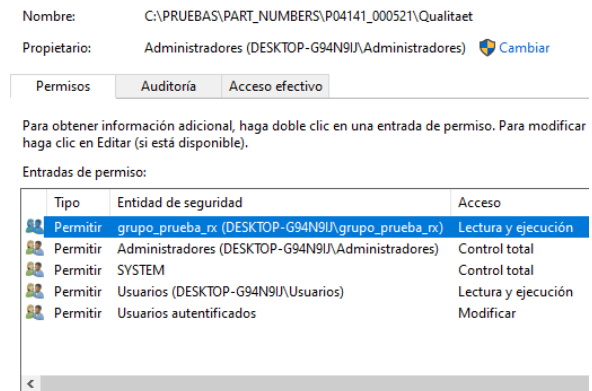 Nombre: C:\PRUEBAS\PART_NUMBERS\P04141_000521\Qualitaet
Propietario: Administradores (DESKTOP-G94N9IJ\Administradores) Cambiar
Permisos Auditoría Acceso efectivo
Para obtener información adicional, haga doble clic en una entrada de permiso. Para modificar
haga clic en Editar (si está disponible).
Entradas de permiso:
Tipo Entidad de seguridad Acceso
Permitir grupo_prueba_rx (DESKTOP-G94N9IJ\grupo_prueba_rx) Lectura y ejecución
Permitir Administradores (DESKTOP-G94N9IJ\Administradores) Control total
Permitir SYSTEM Control total
Permitir Usuarios (DESKTOP-G94N9IJ\Usuarios) Lectura y ejecución
Permitir Usuarios autentificados Modificar